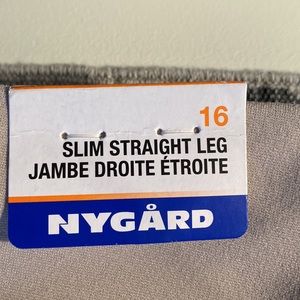 16
SLIM STRAIGHT LEG
JAMBE DROITE ÉTROITE
NYGÅRD